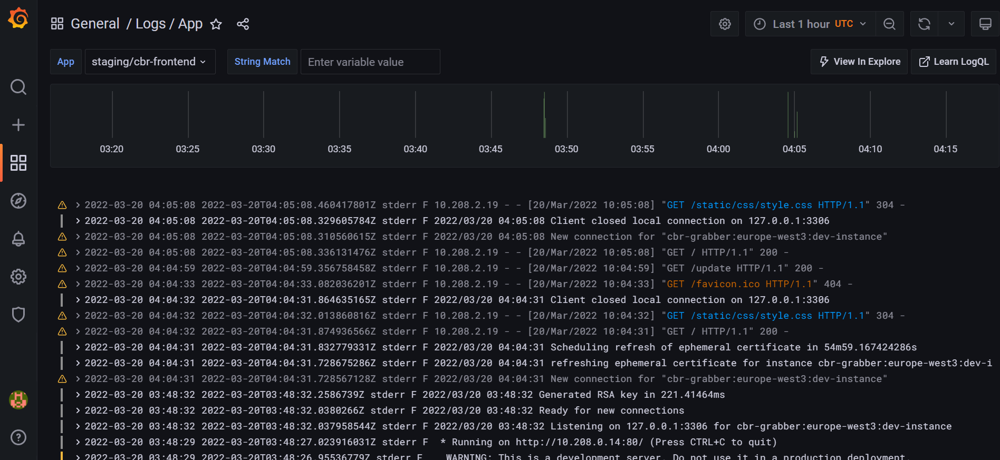 General / Logs / App
Last 1 hour UTC
App staging/cbr-frontend String Match Enter variable value View In Explore Learn LogQL
03:20 03:25 03:30 03:35 03:40 03:45 03:50 03:55 04:00 04:05 04:10 04:15
2022-03-20 04:05:08 2022-03-20T04:05:08.460417801Z stderr F 10.208.2.19 - - [20/Mar/2022 10:05:08] "GET /static/css/style.css HTTP/1.1" 304 -
2022-03-20 04:05:08 2022-03-20T04:05:08.329605784Z stderr F 2022/03/20 04:05:08 Client closed local connection on 127.0.0.1:3306
2022-03-20 04:05:08 2022-03-20T04:05:08.310560615Z stderr F 2022/03/20 04:05:08 New connection for "cbr-grabber:europe-west3:dev-instance"
2022-03-20 04:05:08 2022-03-20T04:05:08.336131476Z stderr F 10.208.2.19 - - [20/Mar/2022 10:05:08] "GET / HTTP/1.1" 200 -
2022-03-20 04:04:59 2022-03-20T04:04:59.356758458Z stderr F 10.208.2.19 - - [20/Mar/2022 10:04:59] "GET /update HTTP/1.1" 200 -
2022-03-20 04:04:33 2022-03-20T04:04:33.082036201Z stderr F 10.208.2.19 - - [20/Mar/2022 10:04:33] "GET /favicon.ico HTTP/1.1" 404 -
2022-03-20 04:04:32 2022-03-20T04:04:31.864635165Z stderr F 2022/03/20 04:04:31 Client closed local connection on 127.0.0.1:3306
2022-03-20 04:04:32 2022-03-20T04:04:32.013860816Z stderr F 10.208.2.19 - - [20/Mar/2022 10:04:32] "GET /static/css/style.css HTTP/1.1" 304 -
2022-03-20 04:04:32 2022-03-20T04:04:31.874936566Z stderr F 10.208.2.19 - - [20/Mar/2022 10:04:31] "GET / HTTP/1.1" 200 -
2022-03-20 04:04:31 2022-03-20T04:04:31.832779331Z stderr F 2022/03/20 04:04:31 Scheduling refresh of ephemeral certificate in 54m59.167424286s
2022-03-20 04:04:31 2022-03-20T04:04:31.728675286Z stderr F 2022/03/20 04:04:31 refreshing ephemeral certificate for instance cbr-grabber:europe-west3:dev-i
2022-03-20 04:04:31 2022-03-20T04:04:31.728567128Z stderr F 2022/03/20 04:04:31 New connection for "cbr-grabber:europe-west3:dev-instance"
2022-03-20 03:48:32 2022-03-20T03:48:32.2586739Z stderr F 2022/03/20 03:48:32 Generated RSA key in 221.41464ms
2022-03-20 03:48:32 2022-03-20T03:48:32.0380266Z stderr F 2022/03/20 03:48:32 Ready for new connections
2022-03-20 03:48:32 2022-03-20T03:48:32.037958544Z stderr F 2022/03/20 03:48:32 Listening on 127.0.0.1:3306 for cbr-grabber:europe-west3:dev-instance
2022-03-20 03:48:29 2022-03-20T03:48:27.023916031Z stderr F * Running on http://10.208.0.14:80/ (Press CTRL+C to quit)
2022-03-20 03:48:29 2022-03-20T03:48:26.95536779Z stderr F WARNING: This is a development server. Do not use it in a production deployment.